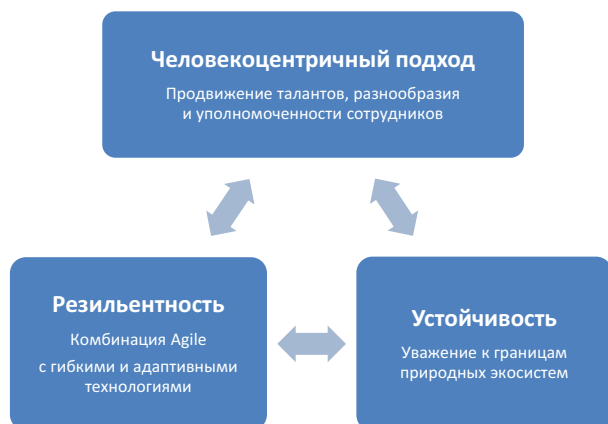 Человекоцентричный подход
Продвижение талантов, разнообразия
и уполномоченности сотрудников
Резильентность
Комбинация Agile
с гибкими и адаптивными
технологиями
Устойчивость
Уважение к границам
природных экосистем